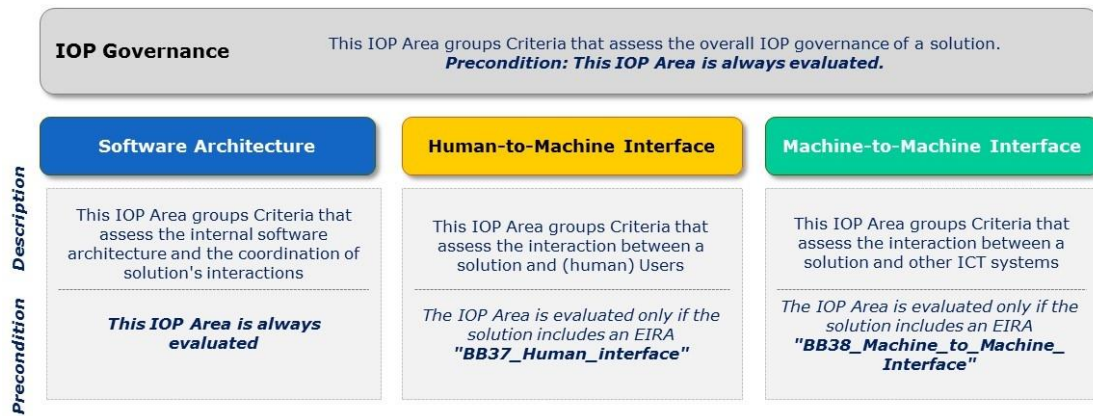 IOP Governance
This IOP Area groups Criteria that assess the overall IOP governance of a solution.
Precondition: This IOP Area is always evaluated.
Software Architecture
Human-to-Machine Interface
Machine-to-Machine Interface
Description
This IOP Area groups Criteria that
assess the internal software
architecture and the coordination of
solution's interactions
This IOP Area groups Criteria that
assess the interaction between a
solution and (human) Users
This IOP Area groups Criteria that
assess the interaction between a
solution and other ICT systems
Precondition
This IOP Area is always
evaluated
The IOP Area is evaluated only if the
solution includes an EIRA
"BB37_Human_interface"
The IOP Area is evaluated only if the
solution includes an EIRA
"BB38_Machine_to_Machine_
Interface"